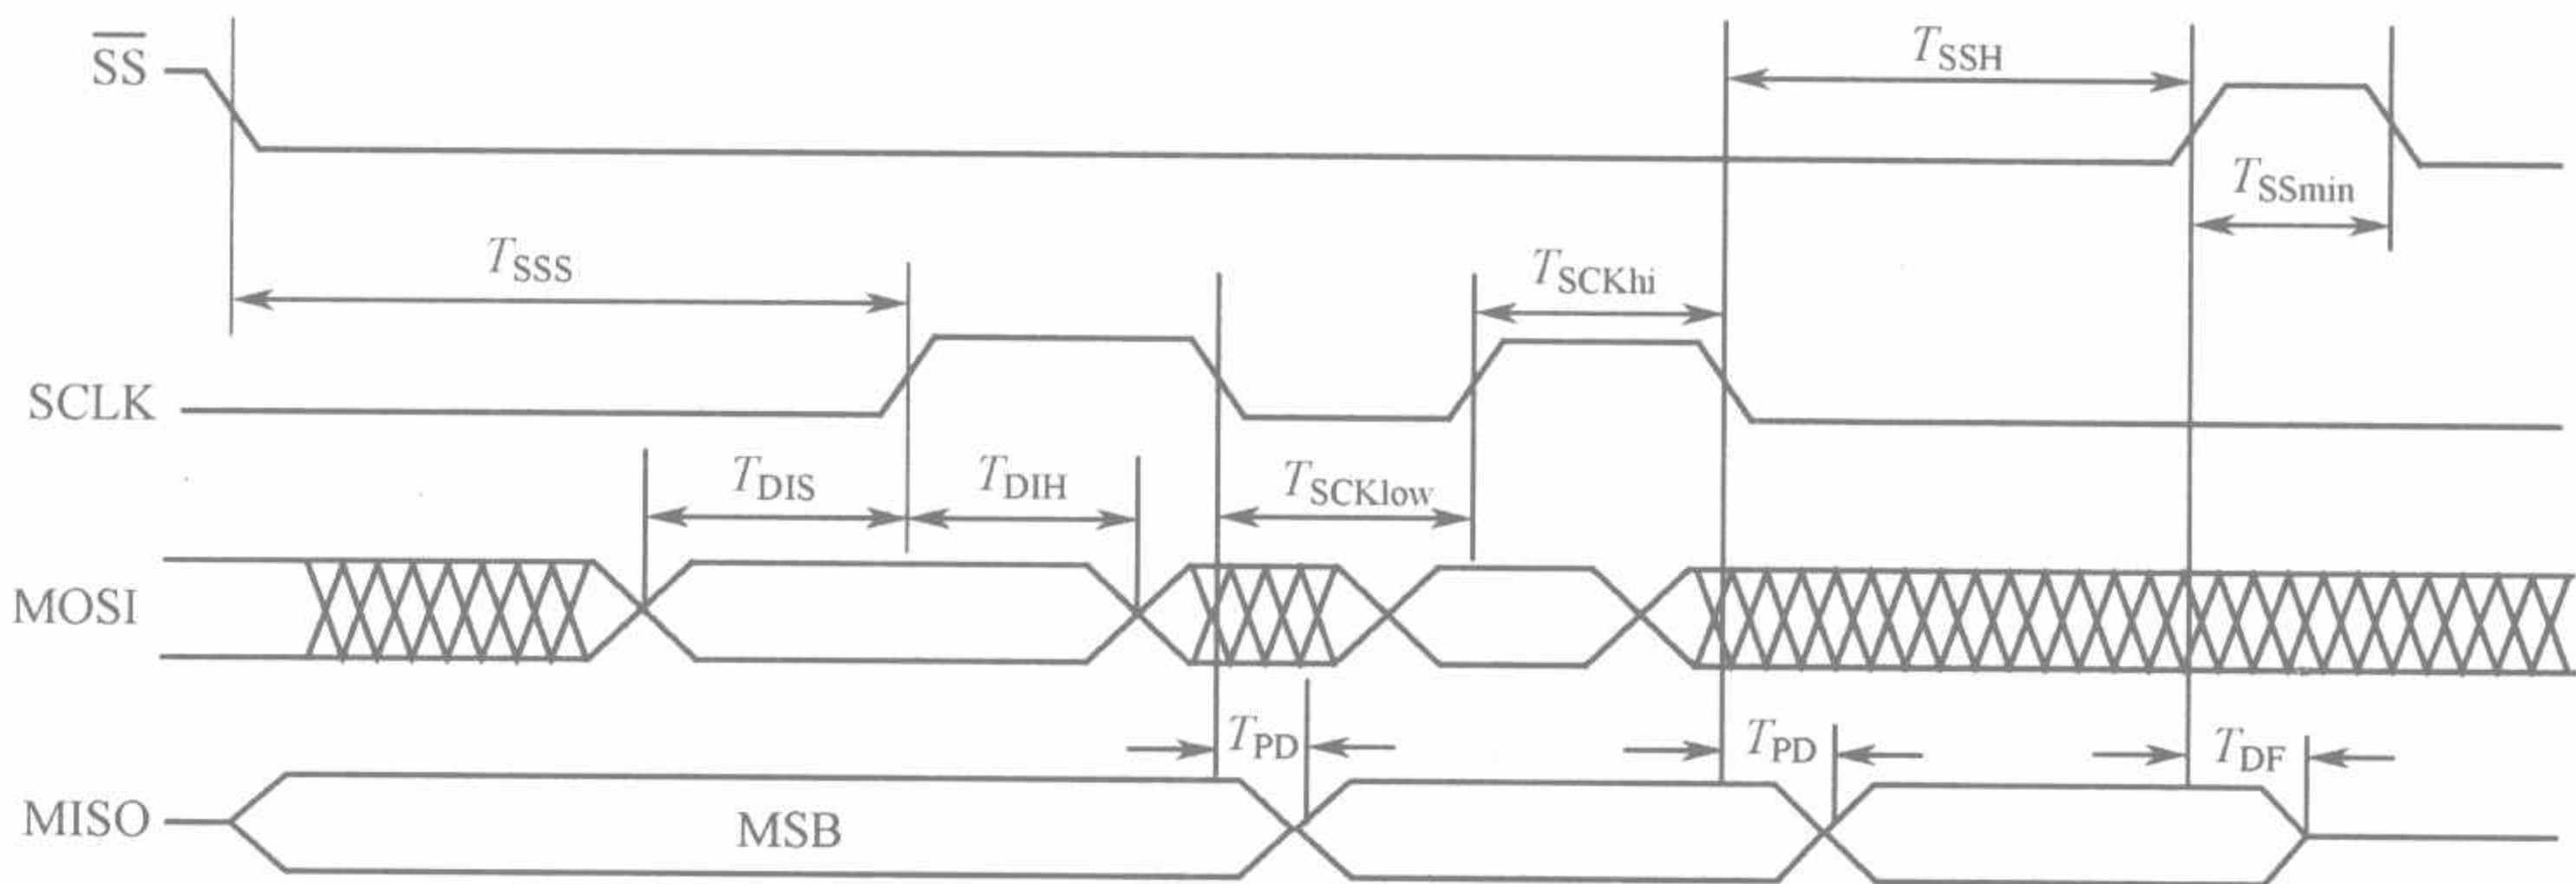 SS
T_SSH
T_SSmin
T_SSS
T_SCKhi
SCLK
T_DIS
T_DIH
T_SCKlow
MOSI
T_PD
T_PD
T_DF
MISO
MSB